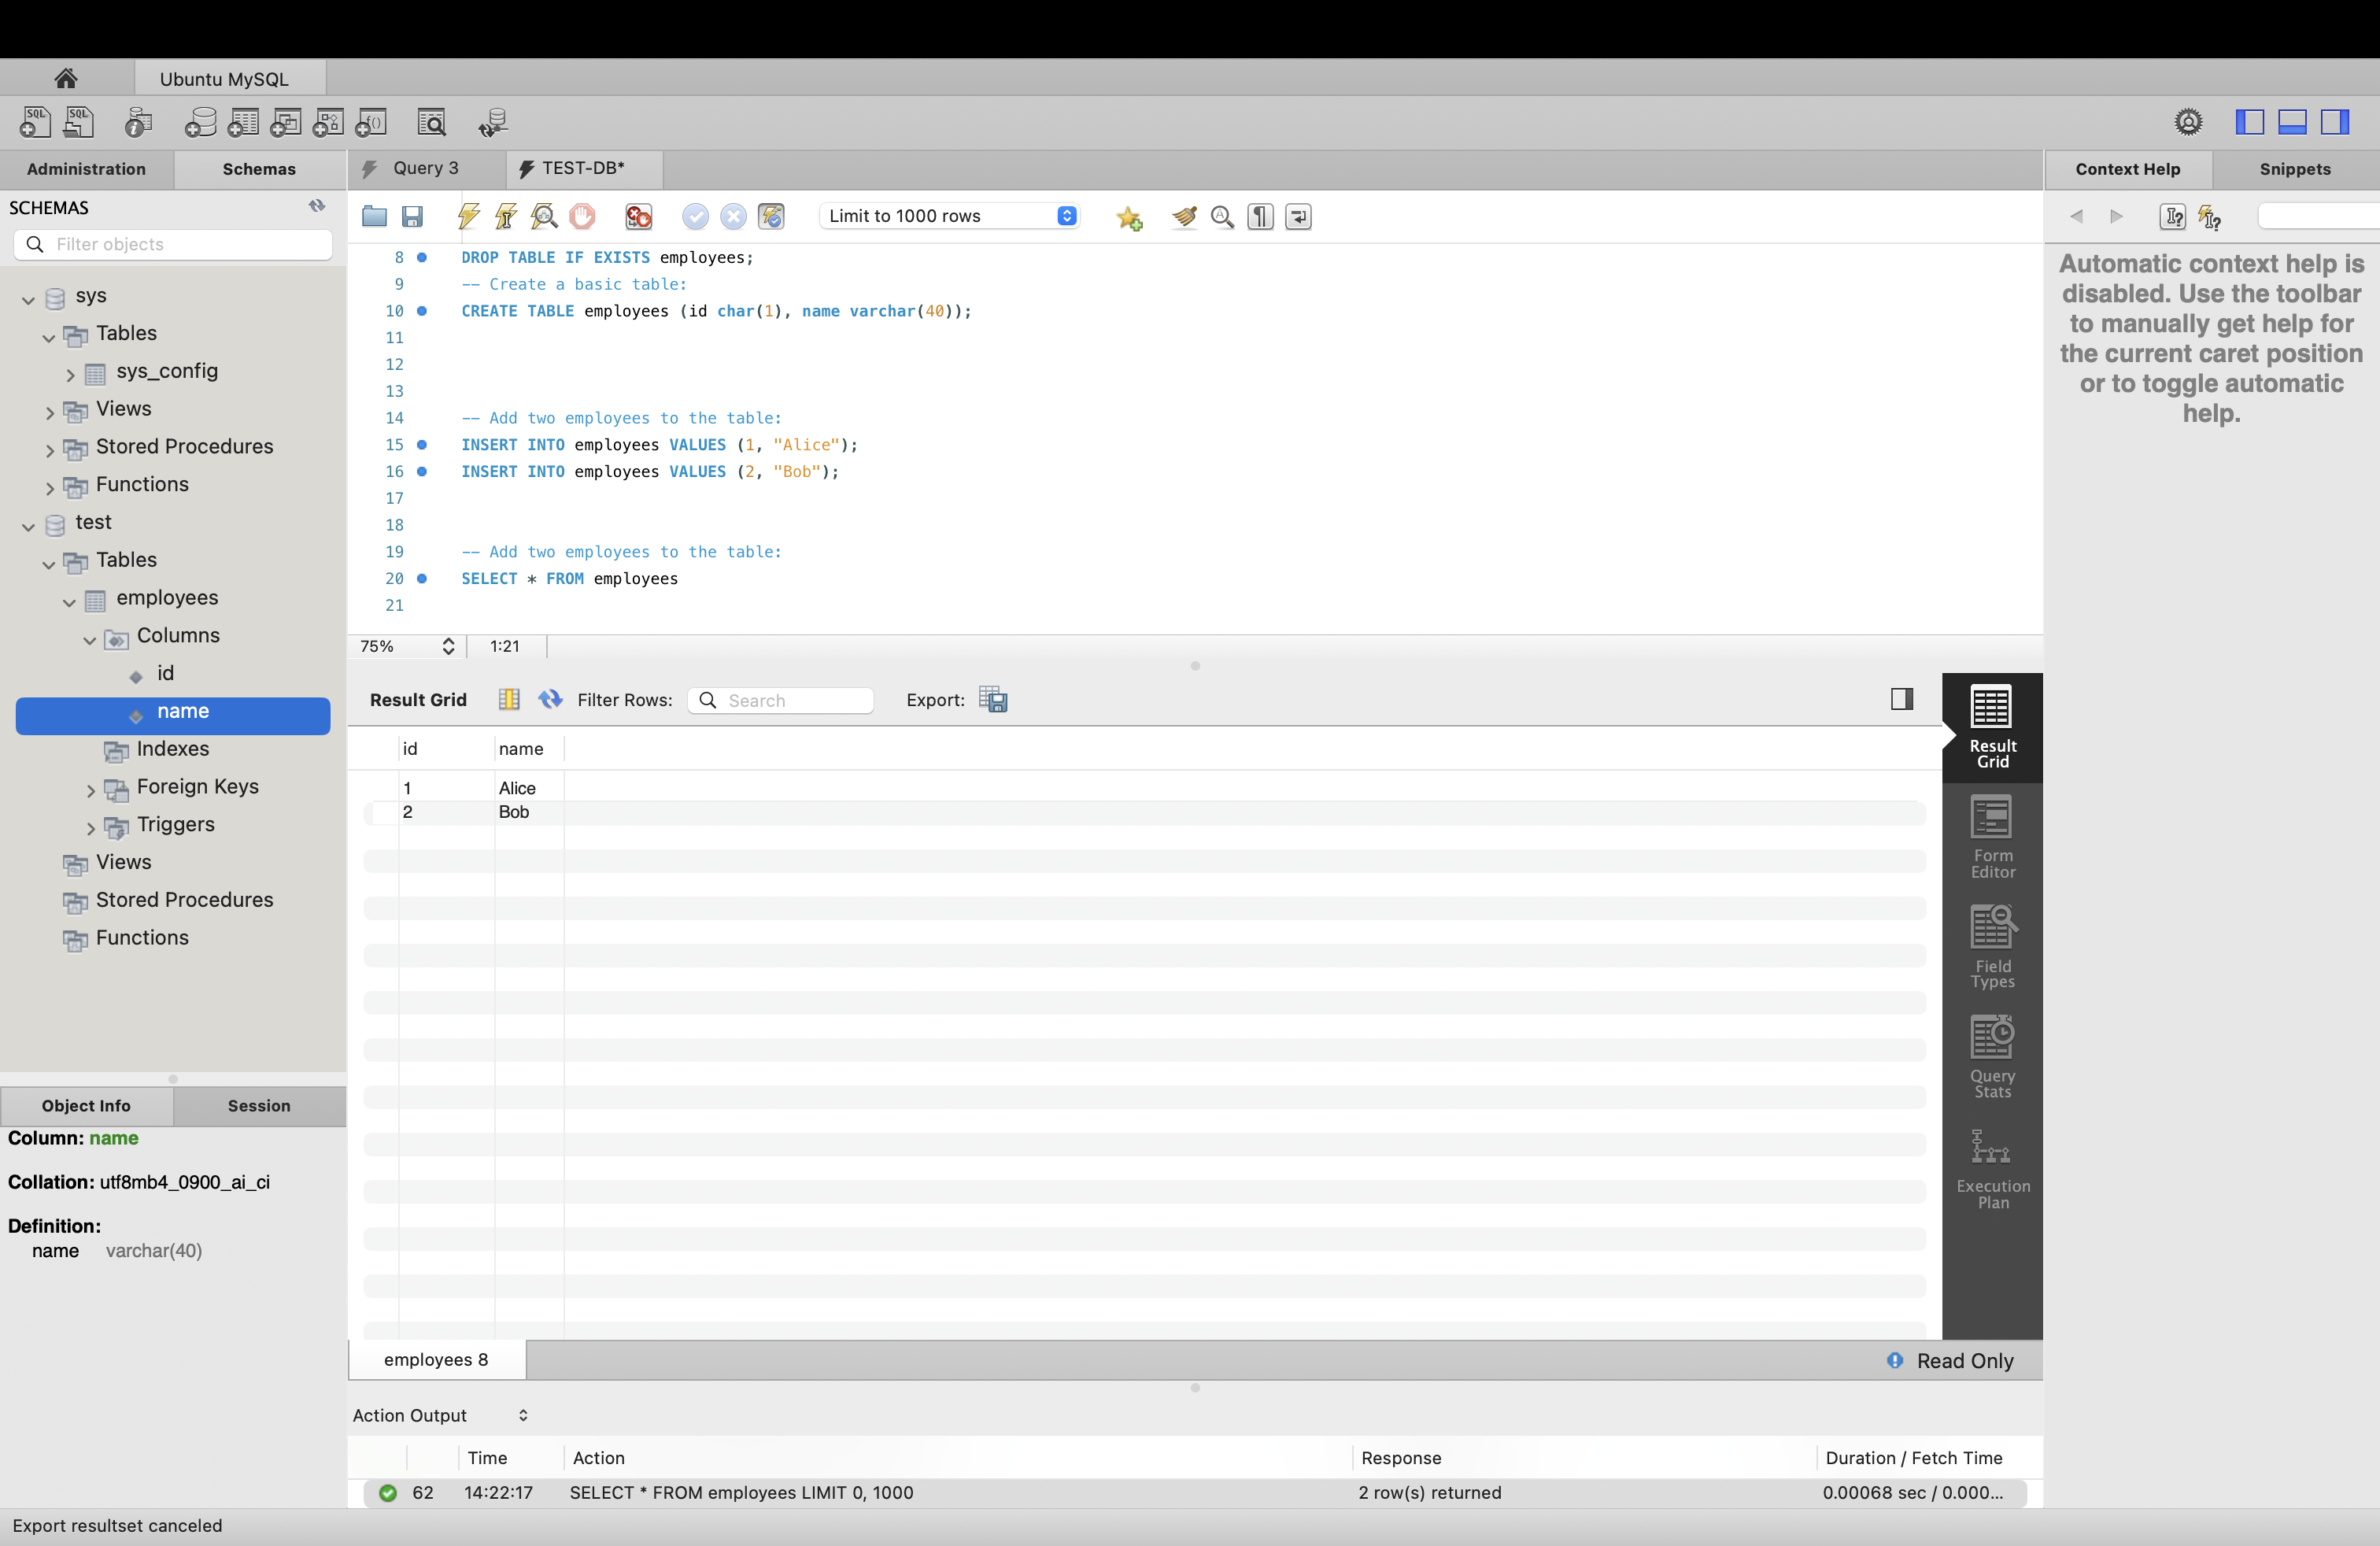 Ubuntu MySQL
SQL SQL
Administration Schemas
Query 3 TEST-DB*
Context Help Snippets
SCHEMAS
Filter objects
Limit to 1000 rows
sys
Tables
sys_config
Views
Stored Procedures
Functions
test
Tables
employees
Columns
id
name
Indexes
Foreign Keys
Triggers
Views
Stored Procedures
Functions
8 DROP TABLE IF EXISTS employees;
9 -- Create a basic table:
10 CREATE TABLE employees (id char(1), name varchar(40));
11
12
13
14 -- Add two employees to the table:
15 INSERT INTO employees VALUES (1, "Alice");
16 INSERT INTO employees VALUES (2, "Bob");
17
18
19 -- Add two employees to the table:
20 SELECT * FROM employees
21
75% 1:21
Automatic context help is
disabled. Use the toolbar
to manually get help for
the current caret position
or to toggle automatic
help.
Result Grid Filter Rows: Search Export:
id name
1 Alice
2 Bob
Result
Grid
Form
Editor
Field
Types
Query
Stats
Execution
Plan
employees 8 Read Only
Object Info Session
Column: name
Collation: utf8mb4_0900_ai_ci
Definition:
name varchar(40)
Action Output
Time Action Response Duration / Fetch Time
62 14:22:17 SELECT * FROM employees LIMIT 0, 1000 2 row(s) returned 0.00068 sec / 0.000...
Export resultset canceled